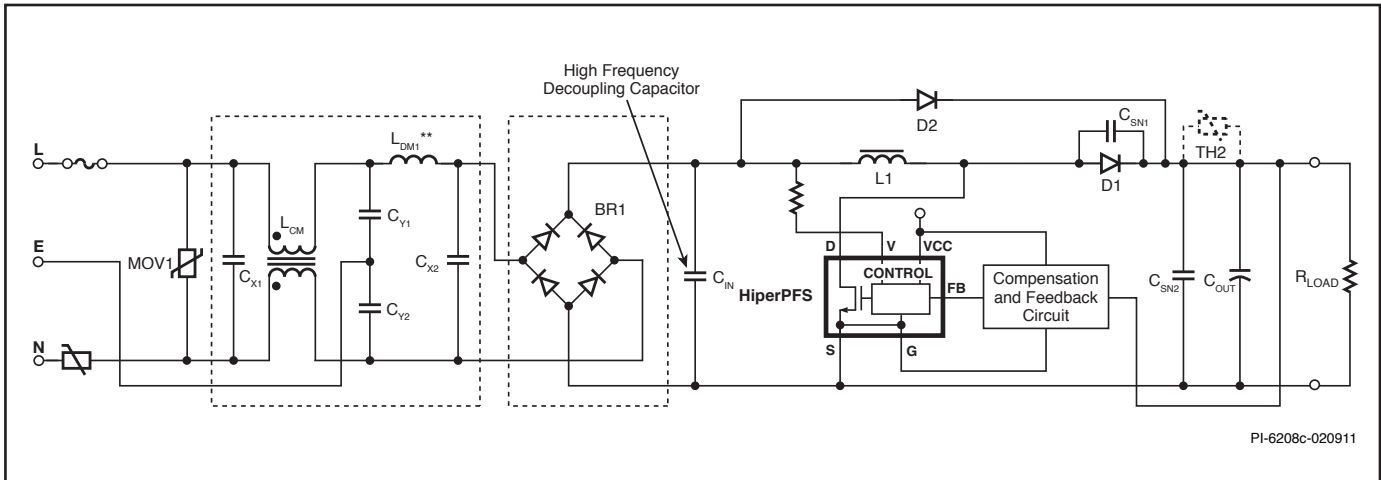 High Frequency
Decoupling Capacitor
D2
CSN1
TH2
D1
L
LDM1 **
L1
BR1
CY1
LCM
D V VCC
E
MOV1
CX1
CX2
CIN
HiperPFS
CONTROL
FB
Compensation
and Feedback
Circuit
CSN2
COUT
RLOAD
CY2
N
S G
PI-6208c-020911